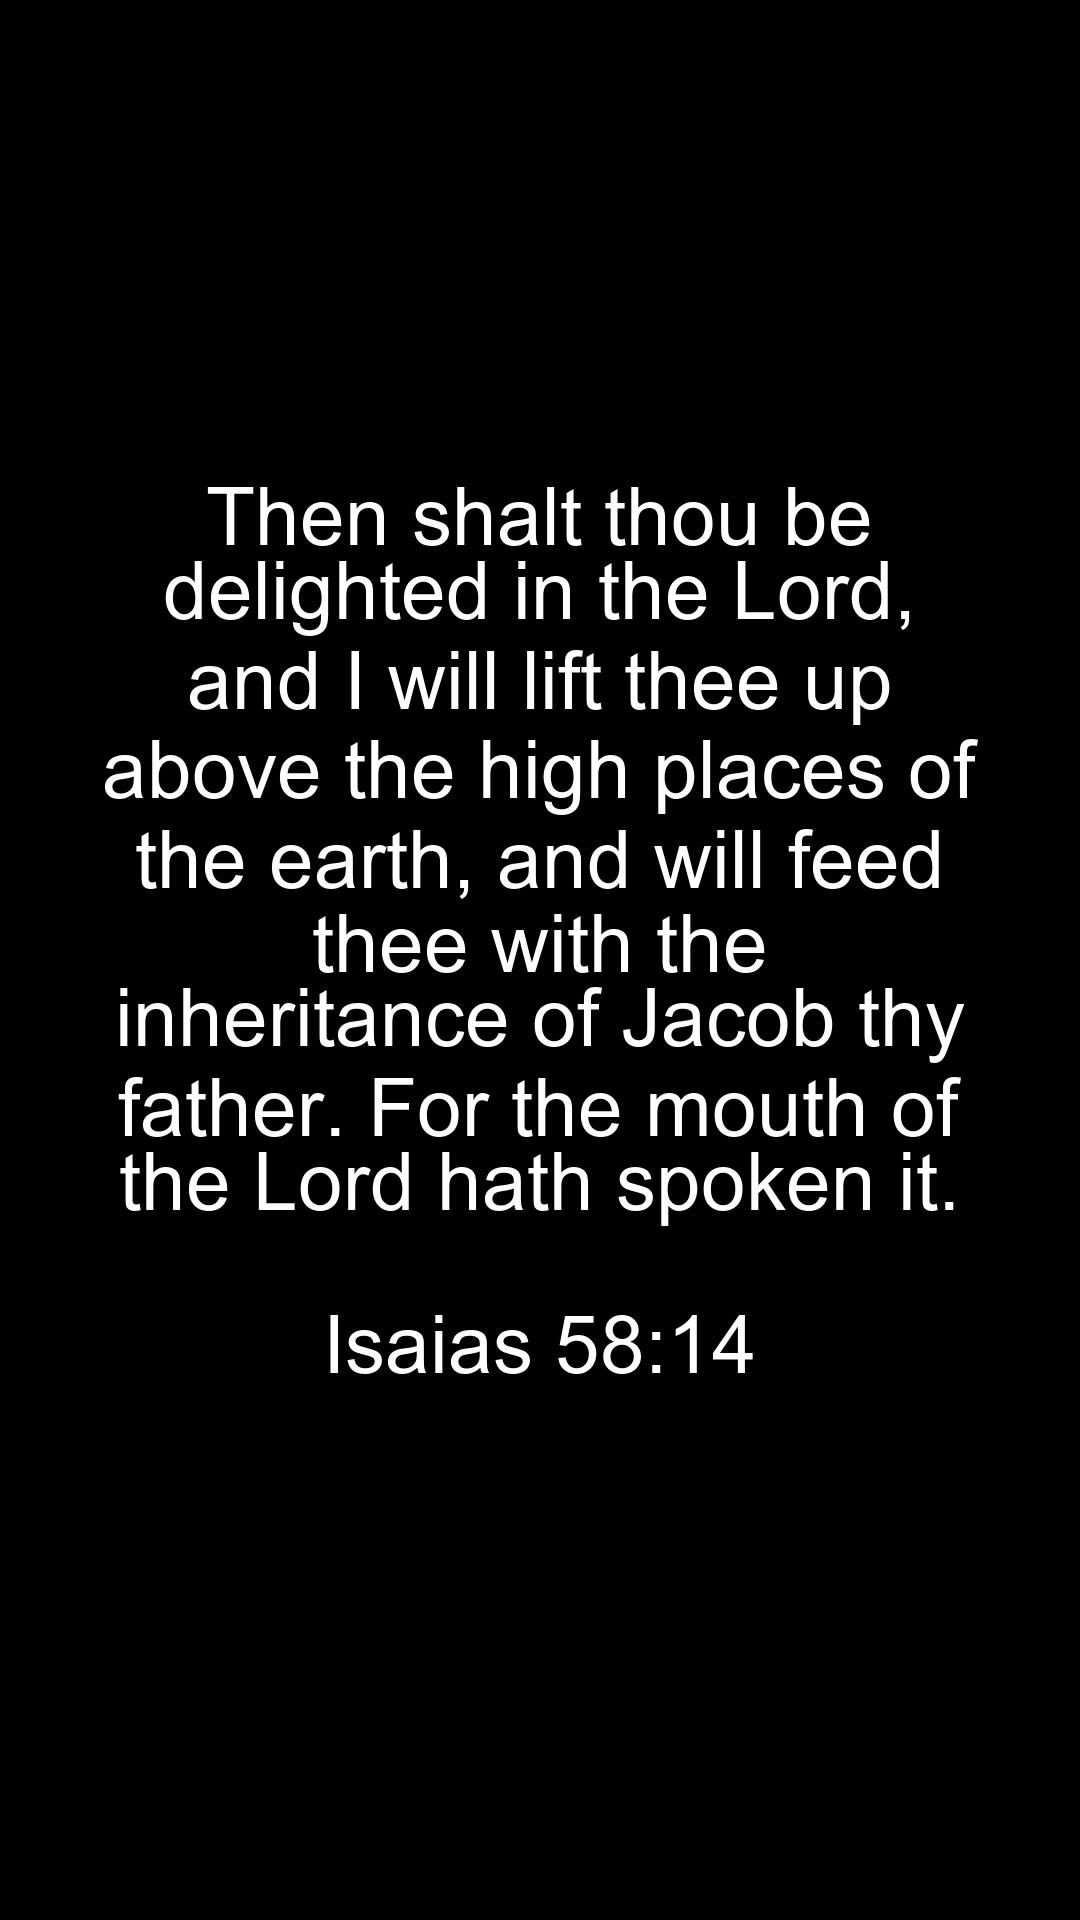 Then shalt thou be
delighted in the Lord,
and I will lift thee up
above the high places of
the earth, and will feed
thee with the
inheritance of Jacob thy
father. For the mouth of
the Lord hath spoken it.
Isaias 58:14